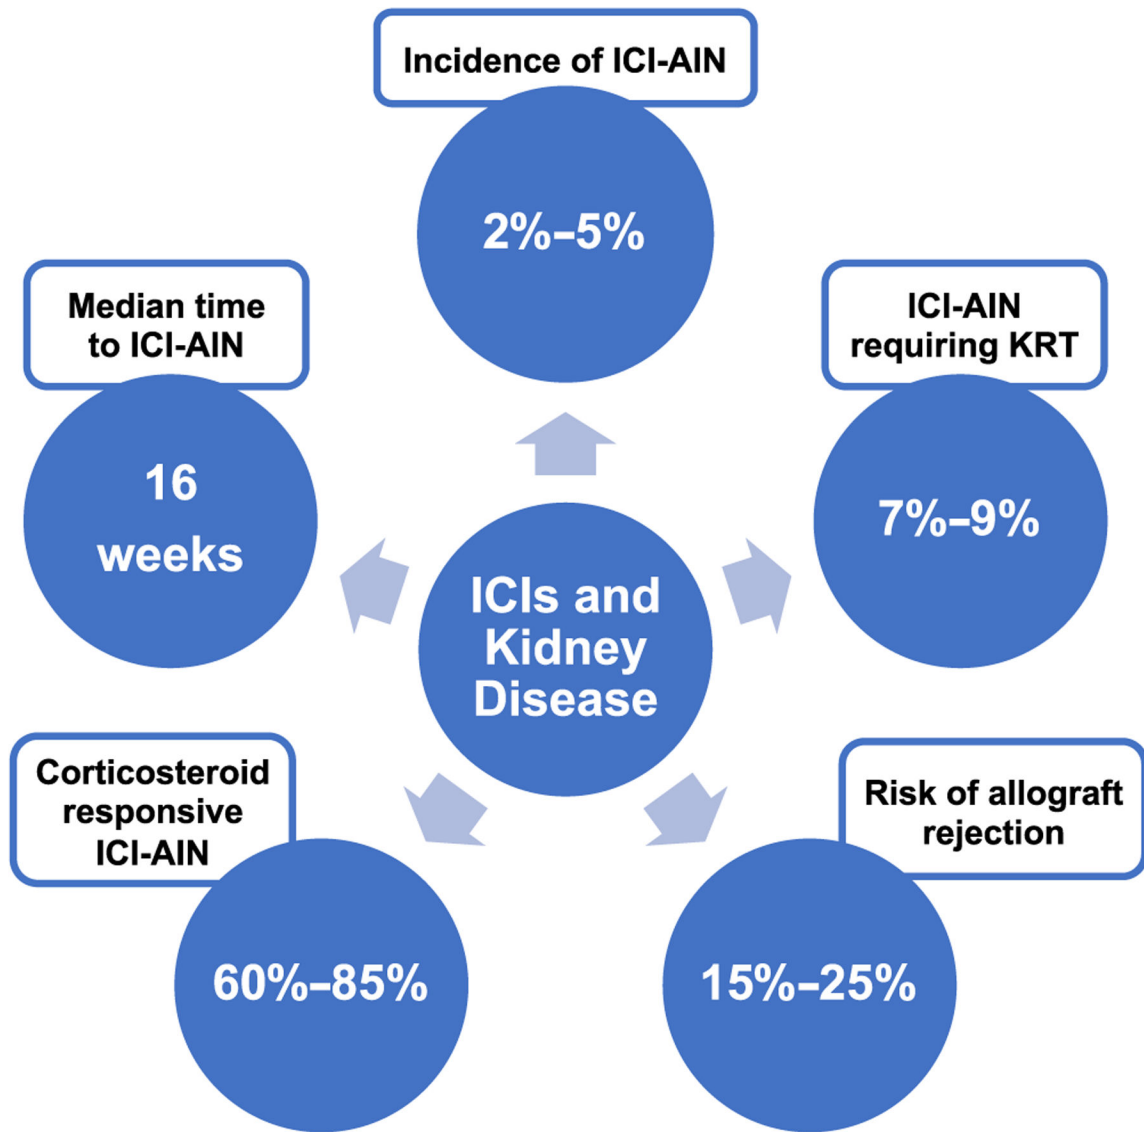 Incidence of ICI-AIN
2%–5%
Median time
to ICI-AIN
16
weeks
ICI-AIN
requiring KRT
7%–9%
ICIs and
Kidney
Disease
Corticosteroid
responsive
ICI-AIN
60%–85%
Risk of allograft
rejection
15%–25%